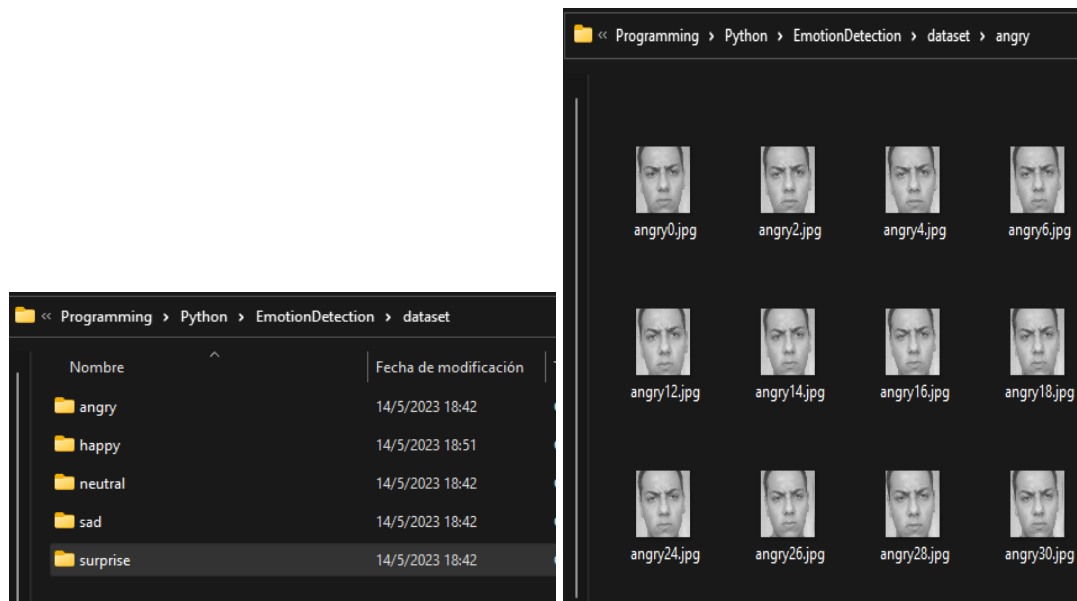 « Programming > Python > EmotionDetection > dataset
Nombre Fecha de modificación
angry 14/5/2023 18:42
happy 14/5/2023 18:51
neutral 14/5/2023 18:42
sad 14/5/2023 18:42
surprise 14/5/2023 18:42
« Programming > Python > EmotionDetection > dataset > angry
angry0.jpg angry2.jpg angry4.jpg angry6.jpg
angry12.jpg angry14.jpg angry16.jpg angry18.jpg
angry24.jpg angry26.jpg angry28.jpg angry30.jpg